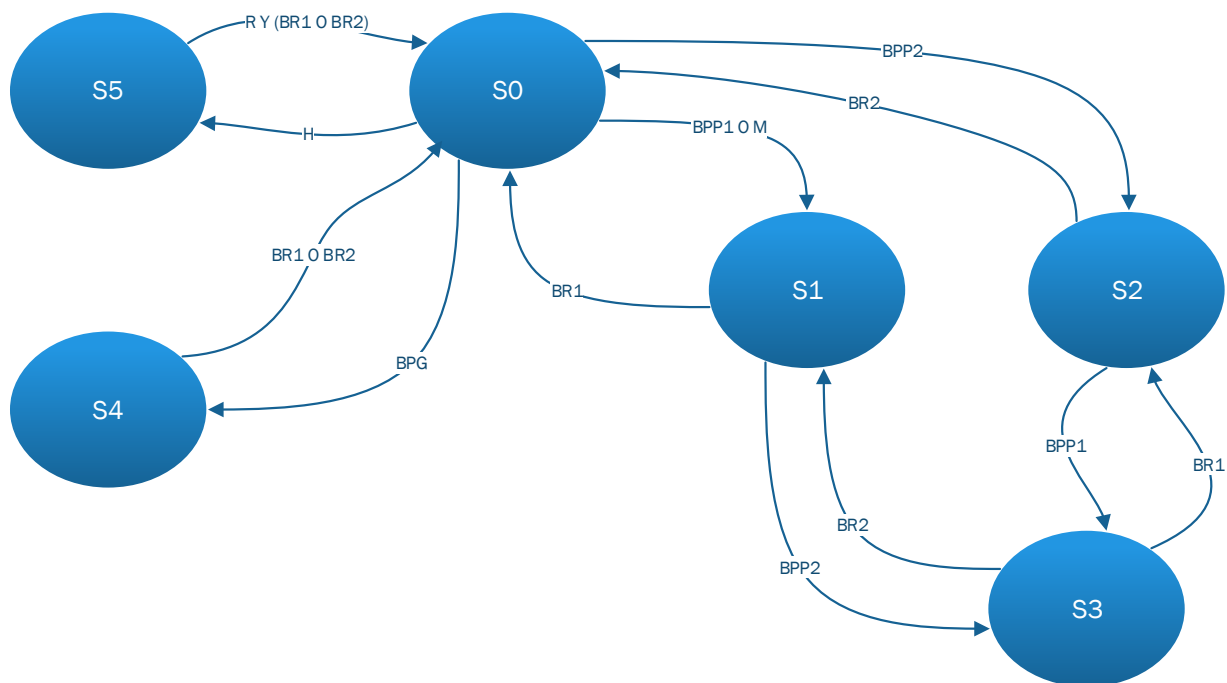 RY (BR1 O BR2)
S5
S0
BPP2
BR2
H
BPP1 O M
BR1 O BR2
BR1
S1
S2
BPG
S4
BPP1
BR1
BR2
BPP2
S3